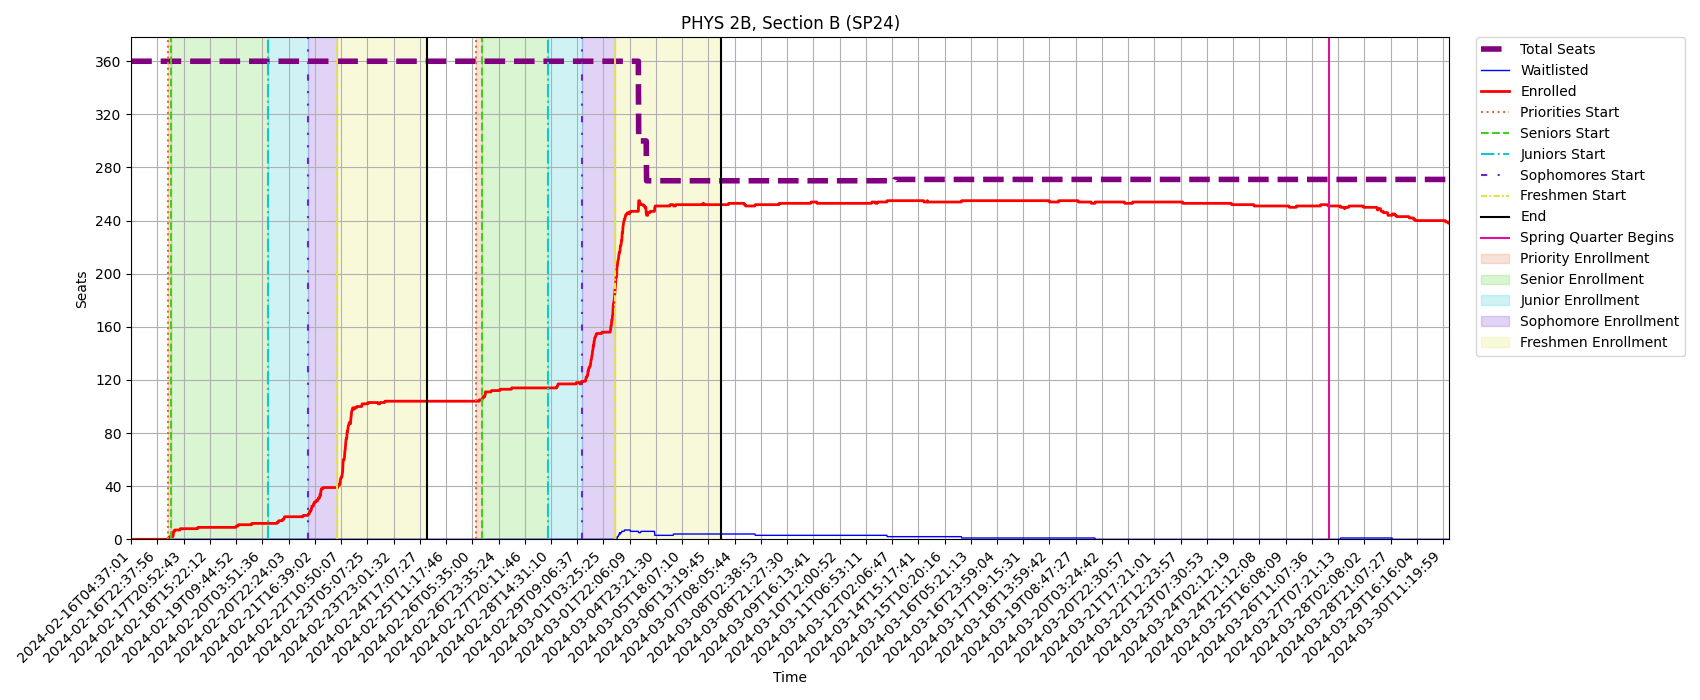 PHYS 2B, Section B (SP24)
Seats
360
320
280
240
200
160
120
80
40
0
2024-02-16T04:37:01
2024-02-16T22:37:56
2024-02-17T20:52:43
2024-02-18T15:22:12
2024-02-19T09:44:52
2024-02-20T03:51:36
2024-02-20T22:24:03
2024-02-21T16:39:02
2024-02-22T10:50:07
2024-02-23T05:07:25
2024-02-23T23:01:32
2024-02-24T17:07:27
2024-02-25T11:17:46
2024-02-26T05:35:00
2024-02-26T23:35:24
2024-02-27T20:11:46
2024-02-28T14:31:10
2024-02-29T09:06:37
2024-03-01T03:25:25
2024-03-01T22:06:09
2024-03-04T23:21:30
2024-03-05T18:07:10
2024-03-06T13:19:45
2024-03-07T08:05:44
2024-03-08T02:38:53
2024-03-08T21:27:30
2024-03-09T16:13:41
2024-03-10T12:00:52
2024-03-11T06:53:11
2024-03-12T02:06:47
2024-03-14T15:17:41
2024-03-15T10:20:16
2024-03-16T05:21:13
2024-03-16T23:59:04
2024-03-17T19:15:31
2024-03-18T13:59:42
2024-03-19T08:47:27
2024-03-20T03:24:42
2024-03-20T22:30:57
2024-03-21T17:21:01
2024-03-22T12:23:57
2024-03-23T07:30:53
2024-03-24T02:12:19
2024-03-24T21:12:08
2024-03-25T16:08:09
2024-03-26T11:07:36
2024-03-27T07:21:13
2024-03-28T02:08:02
2024-03-28T21:07:27
2024-03-29T16:16:04
2024-03-30T11:19:59
Time
Total Seats
Waitlisted
Enrolled
Priorities Start
Seniors Start
Juniors Start
Sophomores Start
Freshmen Start
End
Spring Quarter Begins
Priority Enrollment
Senior Enrollment
Junior Enrollment
Sophomore Enrollment
Freshmen Enrollment